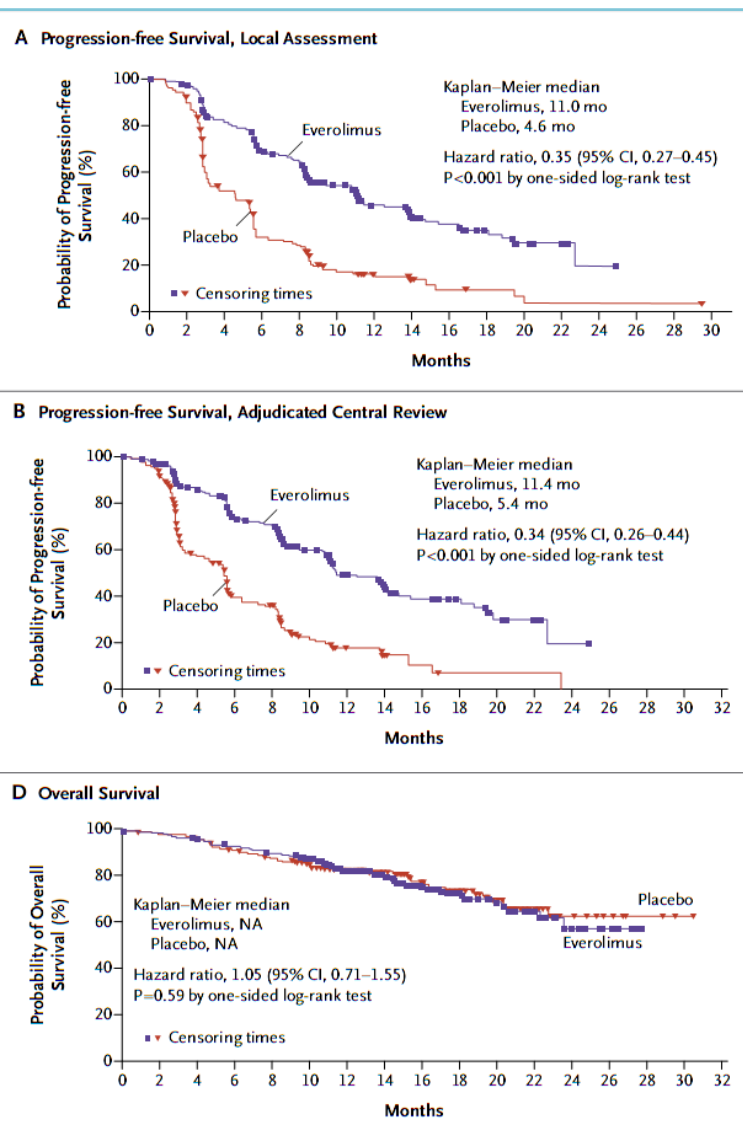 A Progression-free Survival, Local Assessment
Probability of Progression-free
Survival (%)
100
80
60
40
20
0
Kaplan–Meier median
Everolimus, 11.0 mo
Placebo, 4.6 mo
Hazard ratio, 0.35 (95% CI, 0.27–0.45)
P<0.001 by one-sided log-rank test
Everolimus
Placebo
Censoring times
0 2 4 6 8 10 12 14 16 18 20 22 24 26 28 30
Months
B Progression-free Survival, Adjudicated Central Review
Probability of Progression-free
Survival (%)
100
80
60
40
20
0
Kaplan–Meier median
Everolimus, 11.4 mo
Placebo, 5.4 mo
Hazard ratio, 0.34 (95% CI, 0.26–0.44)
P<0.001 by one-sided log-rank test
Everolimus
Placebo
Censoring times
0 2 4 6 8 10 12 14 16 18 20 22 24 26 28 30 32
Months
D Overall Survival
Probability of Overall
Survival (%)
100
80
60
40
20
0
Kaplan–Meier median
Everolimus, NA
Placebo, NA
Hazard ratio, 1.05 (95% CI, 0.71–1.55)
P=0.59 by one-sided log-rank test
Placebo
Everolimus
Censoring times
0 2 4 6 8 10 12 14 16 18 20 22 24 26 28 30 32
Months